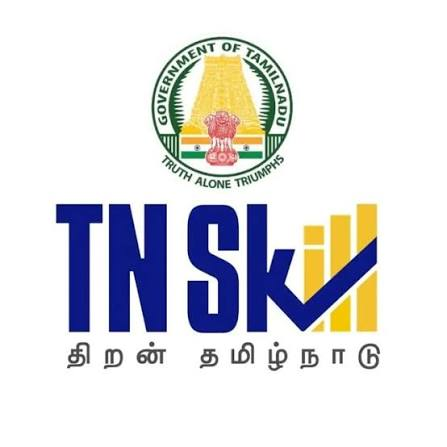 GOVERNMENT OF TAMILNADU
TRUTH ALONE TRIUMPHS
TN Skill
திறன் தமிழ்நாடு